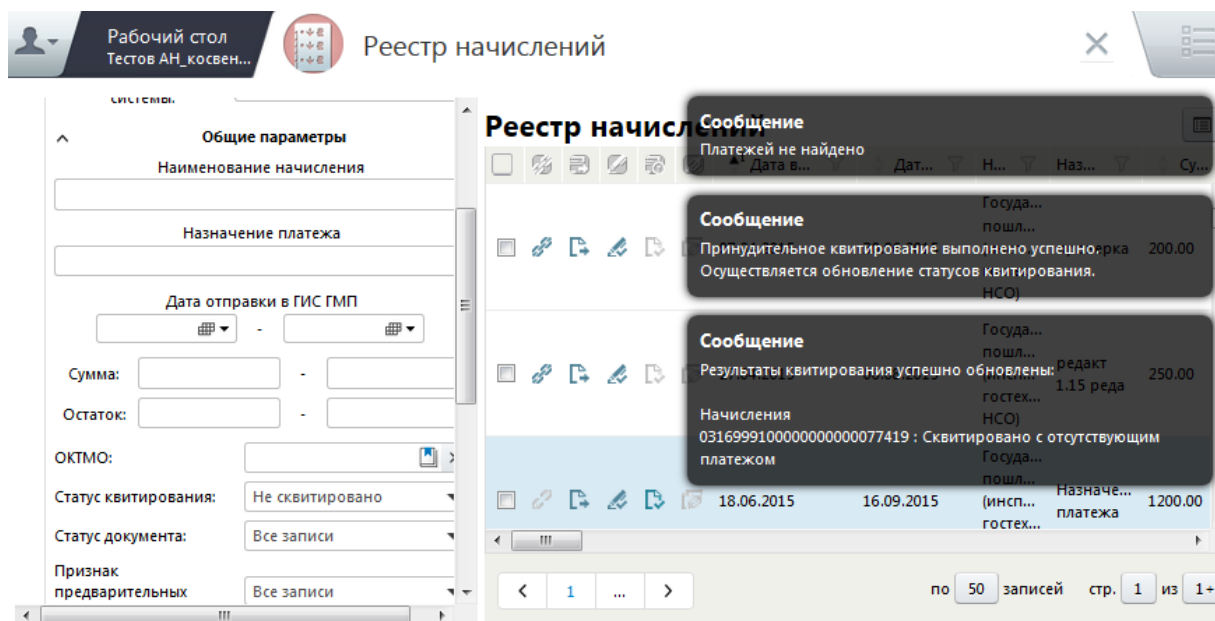 Рабочий стол
Тестов АН_косвен...
Реестр начислений
системы:
Общие параметры
Наименование начисления
Назначение платежа
Дата отправки в ГИС ГМП
-
Сумма:
-
Остаток:
-
ОКТМО:
Статус квитирования:
Не сквитировано
Статус документа:
Все записи
Признак
предварительных
Все записи
Реестр начислений
Дата в...
Дат...
Н...
Наз...
Су...
Сообщение
Платежей не найдено
Сообщение
Принудительное квитирование выполнено успешно.
Осуществляется обновление статусов квитирования.
Сообщение
Результаты квитирования успешно обновлены:
Начисления
0316999100000000000077419 : Сквитировано с отсутствующим
платежом
Госуда...
пошл...
НСО)
200.00
Госуда...
пошл...
(инсп...
гостех...
НСО)
редакт
1.15 реда
250.00
18.06.2015
16.09.2015
Госуда...
пошл...
(инсп...
гостех...
Назначе...
платежа
1200.00
1
...
по 50 записей стр. 1 из 1+